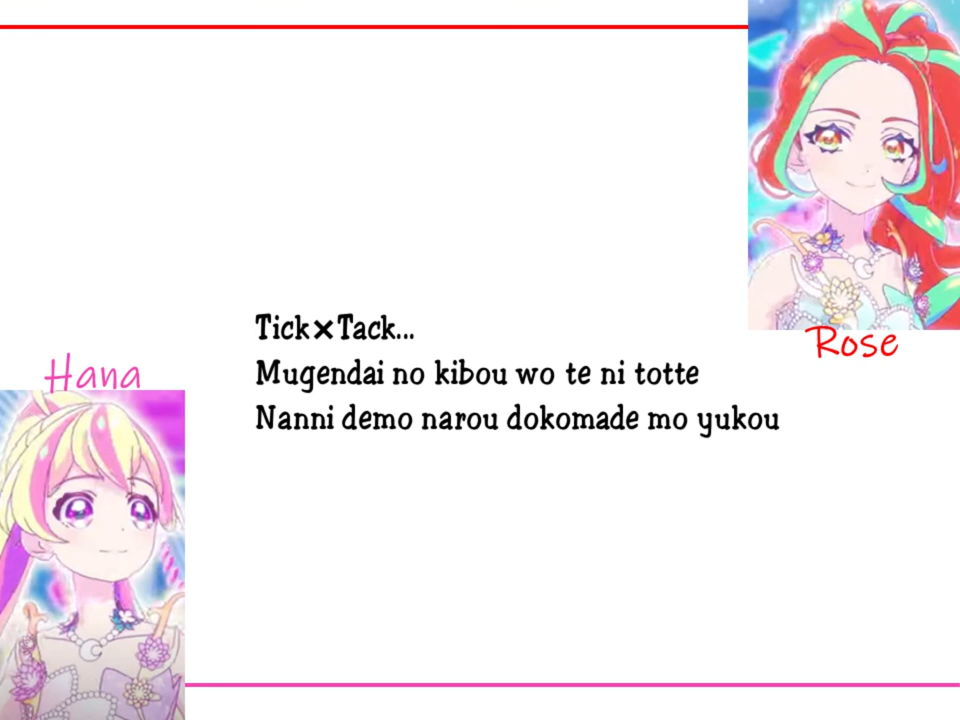 Rose
Tick×Tack...
Mugendai no kibou wo te ni totte
Nanni demo narou dokomade mo yukou
Hana